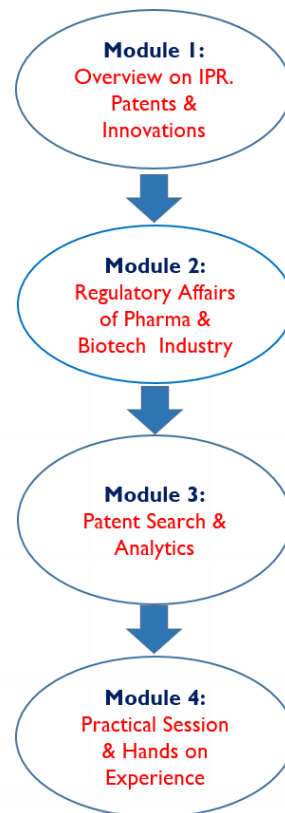 Module 1:
Overview on IPR.
Patents &
Innovations
Module 2:
Regulatory Affairs
of Pharma &
Biotech Industry
Module 3:
Patent Search &
Analytics
Module 4:
Practical Session
& Hands on
Experience